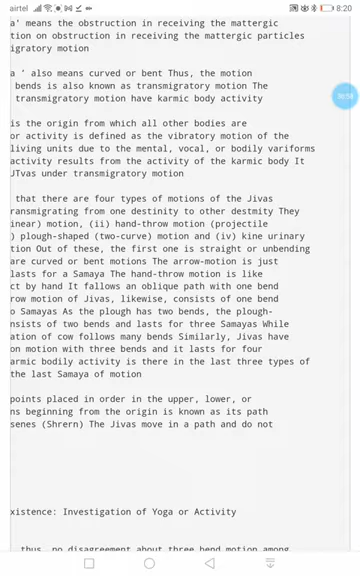 airtel 8:20
a' means the obstruction in receiving the mattergic
tion on obstruction in receiving the mattergic particles
igratory motion
a ' also means curved or bent Thus, the motion
bends is also known as transmigratory motion The
transmigratory motion have karmic body activity
00:50
is the origin from which all other bodies are
or activity is defined as the vibratory motion of the
living units due to the mental, vocal, or bodily variforms
activity results from the activity of the karmic body It
JTvas under transmigratory motion
that there are four types of motions of the Jivas
ransmigrating from one destinity to other destmity They
inear) motion, (ii) hand-throw motion (projectile
) plough-shaped (two-curve) motion and (iv) kine urinary
tion Out of these, the first one is straight or unbending
are curved or bent motions The arrow-motion is just
lasts for a Samaya The hand-throw motion is like
ct by hand It fallows an oblique path with one bend
row motion of Jivas, likewise, consists of one bend
o Samayas As the plough has two bends, the plough-
nsists of two bends and lasts for three Samayas While
ation of cow follows many bends Similarly, Jivas have
on motion with three bends and it lasts for four
armic bodily activity is there in the last three types of
the last Samaya of motion
points placed in order in the upper, lower, or
ns beginning from the origin is known as its path
senes (Shrern) The Jivas move in a path and do not
xistence: Investigation of Yoga or Activity
thus, no disagreement about three bend motion among